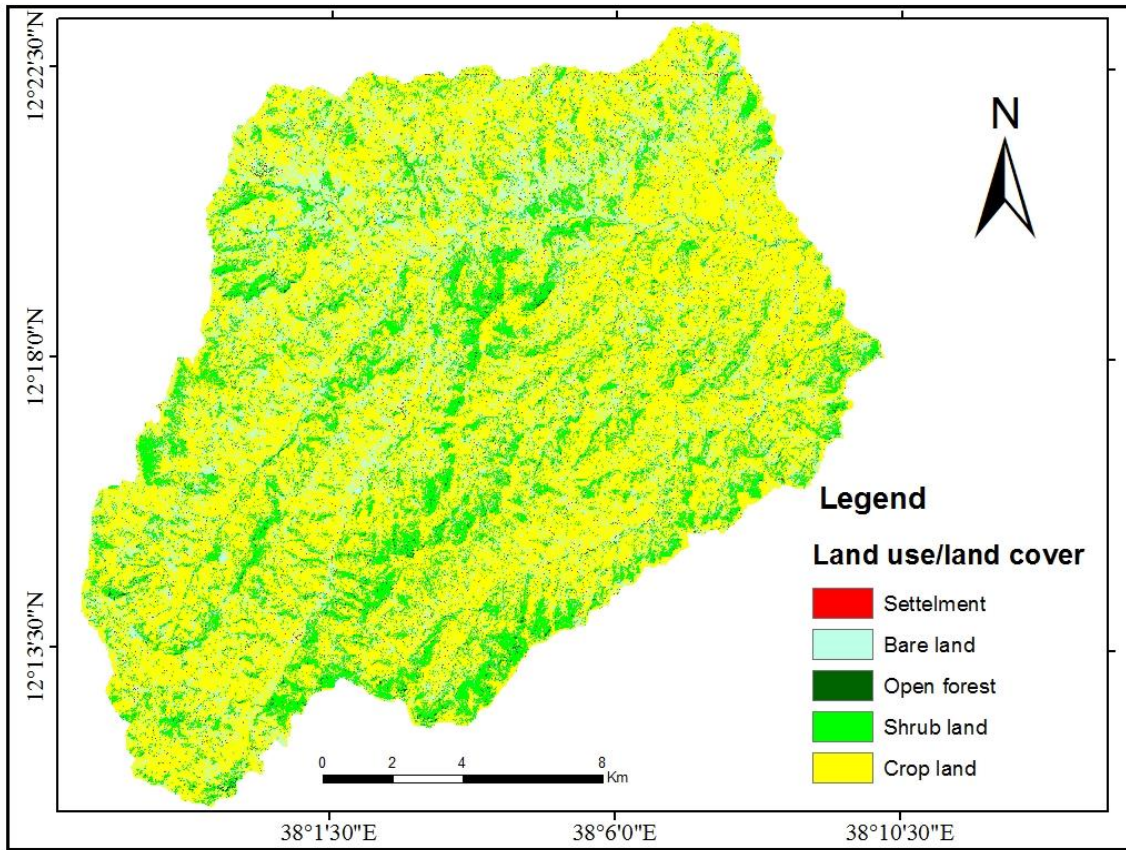 12°22'30"N
12°18'0"N
12°13'30"N
N
Legend
Land use/land cover
Settelment
Bare land
Open forest
Shrub land
Crop land
0 2 4 8
Km
38°1'30"E 38°6'0"E 38°10'30"E